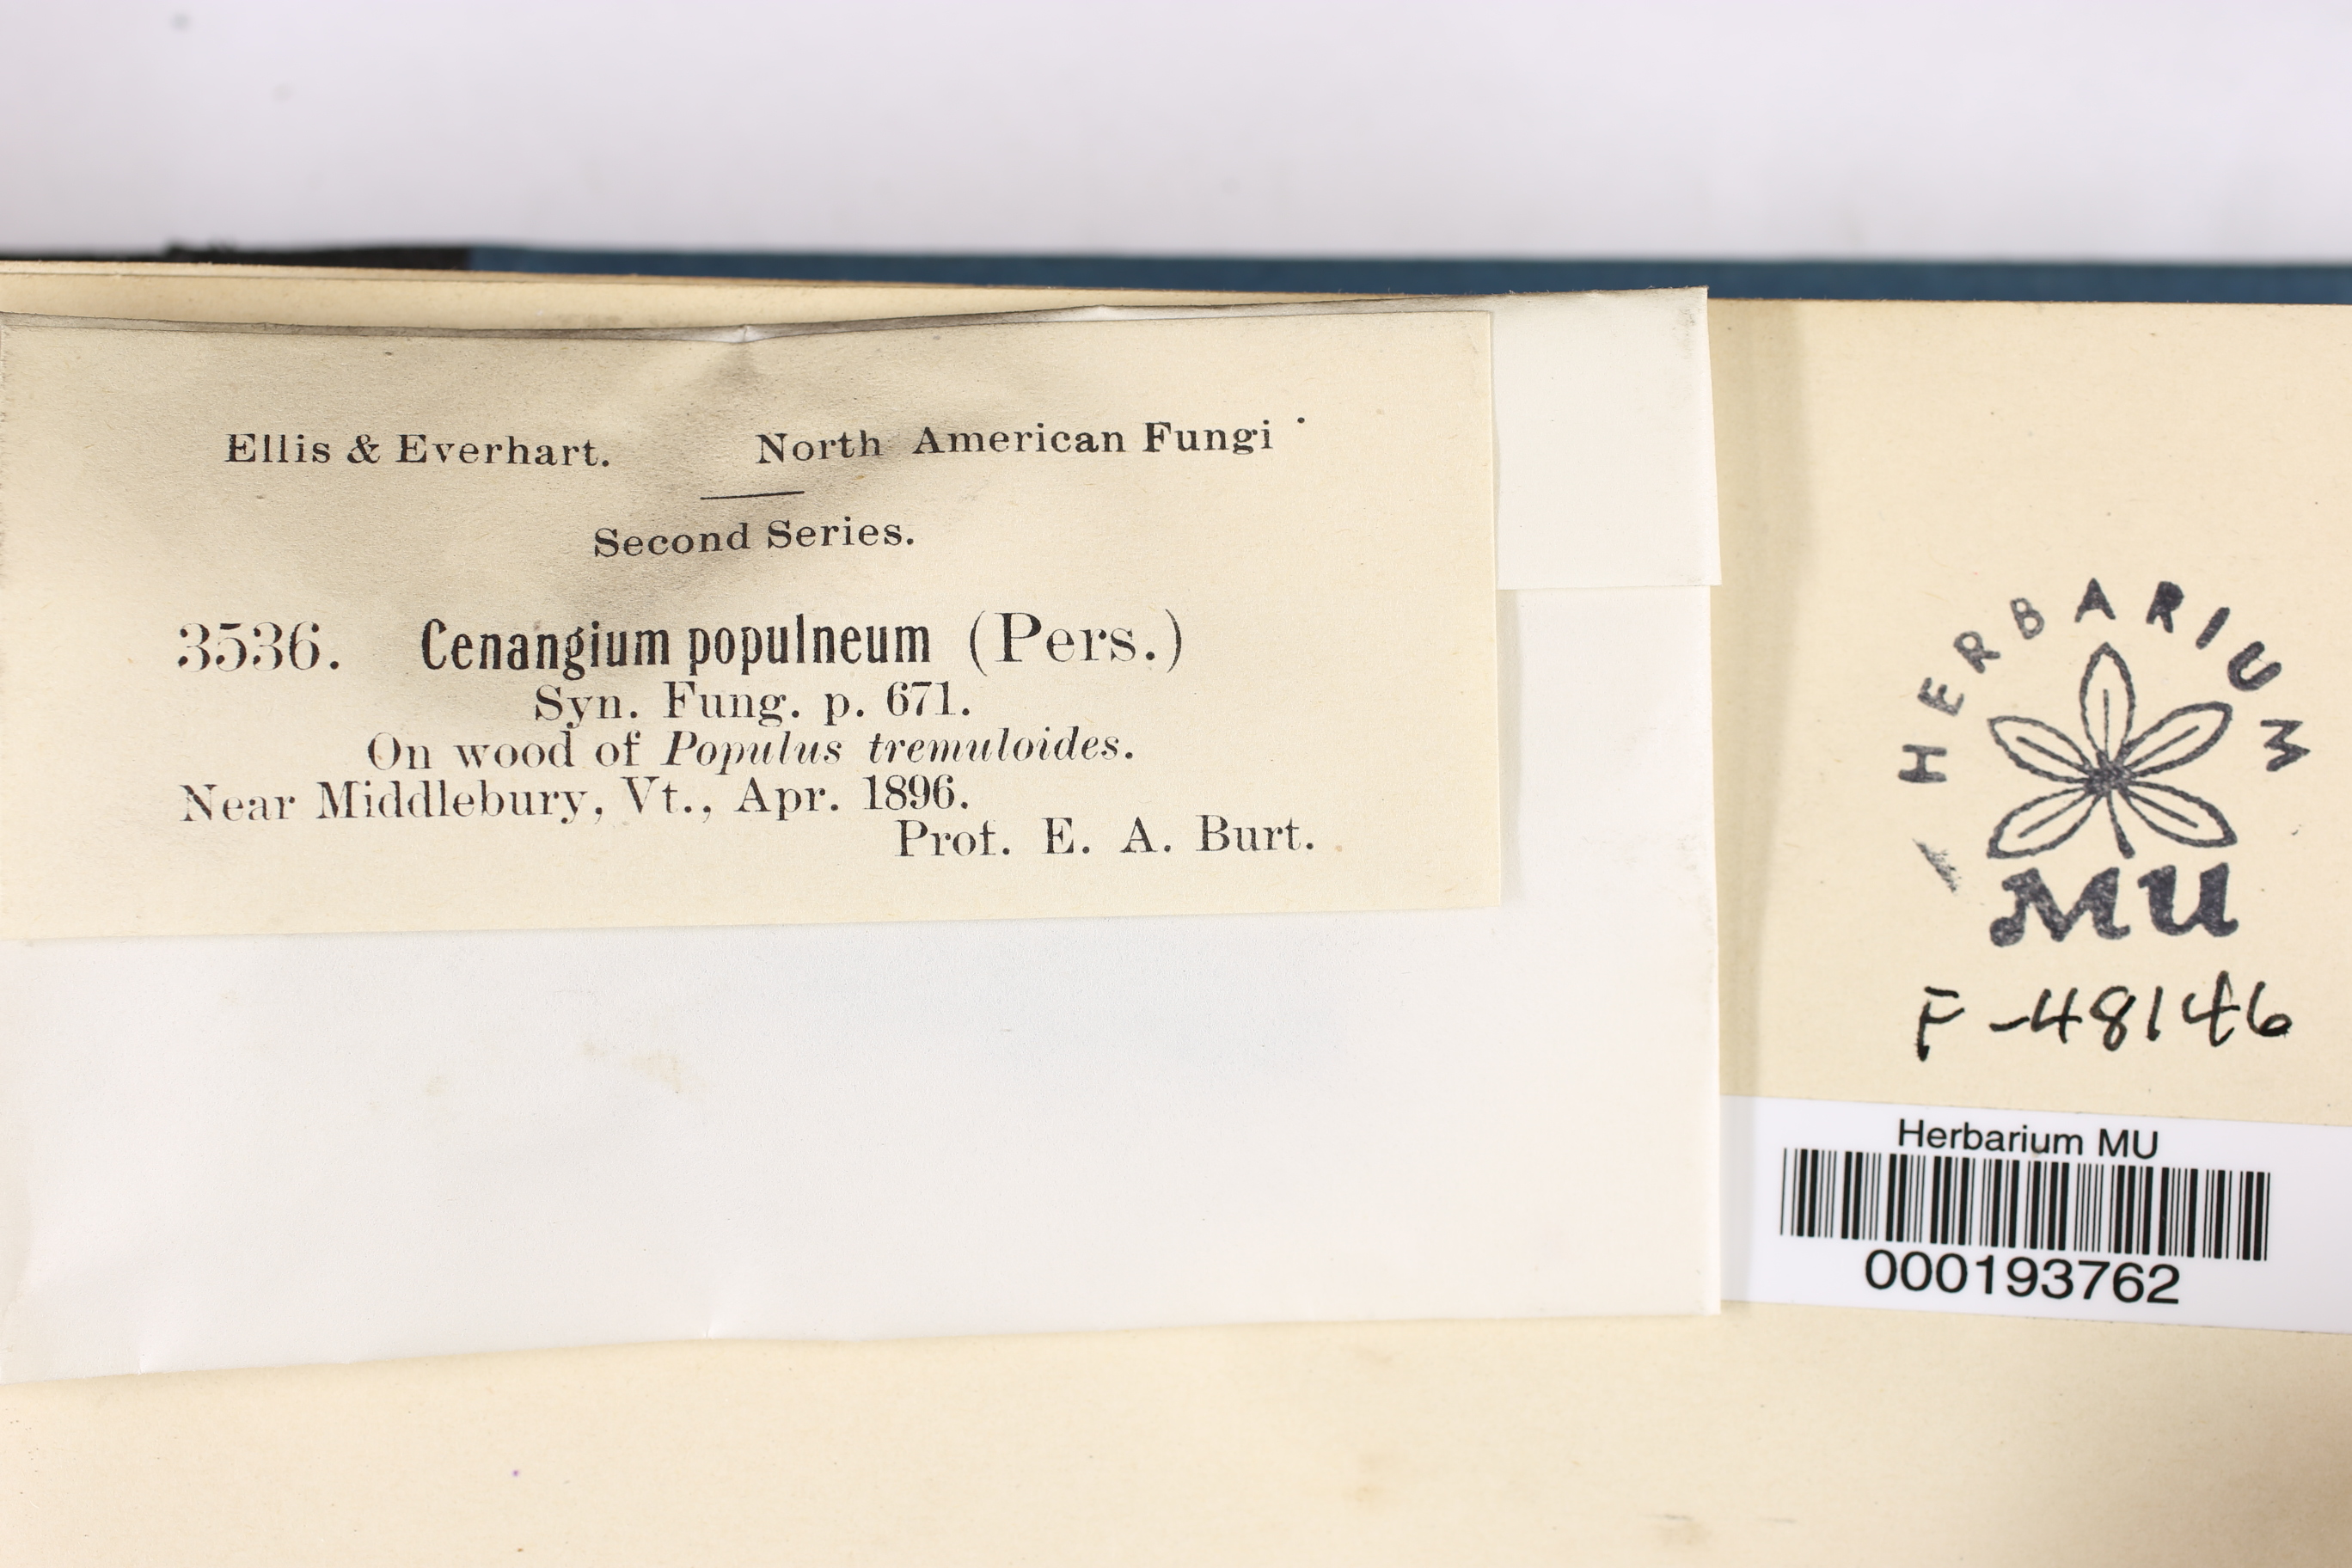 Ellis & Everhart. North American Fungi
Second Series.
3536. Cenangium populneum (Pers.)
Syn. Fung. p. 671.
On wood of Populus tremuloides.
Near Middlebury, Vt., Apr. 1896.
Prof. E. A. Burt.
HERBARIUM
MU
F-48146
Herbarium MU
000193762